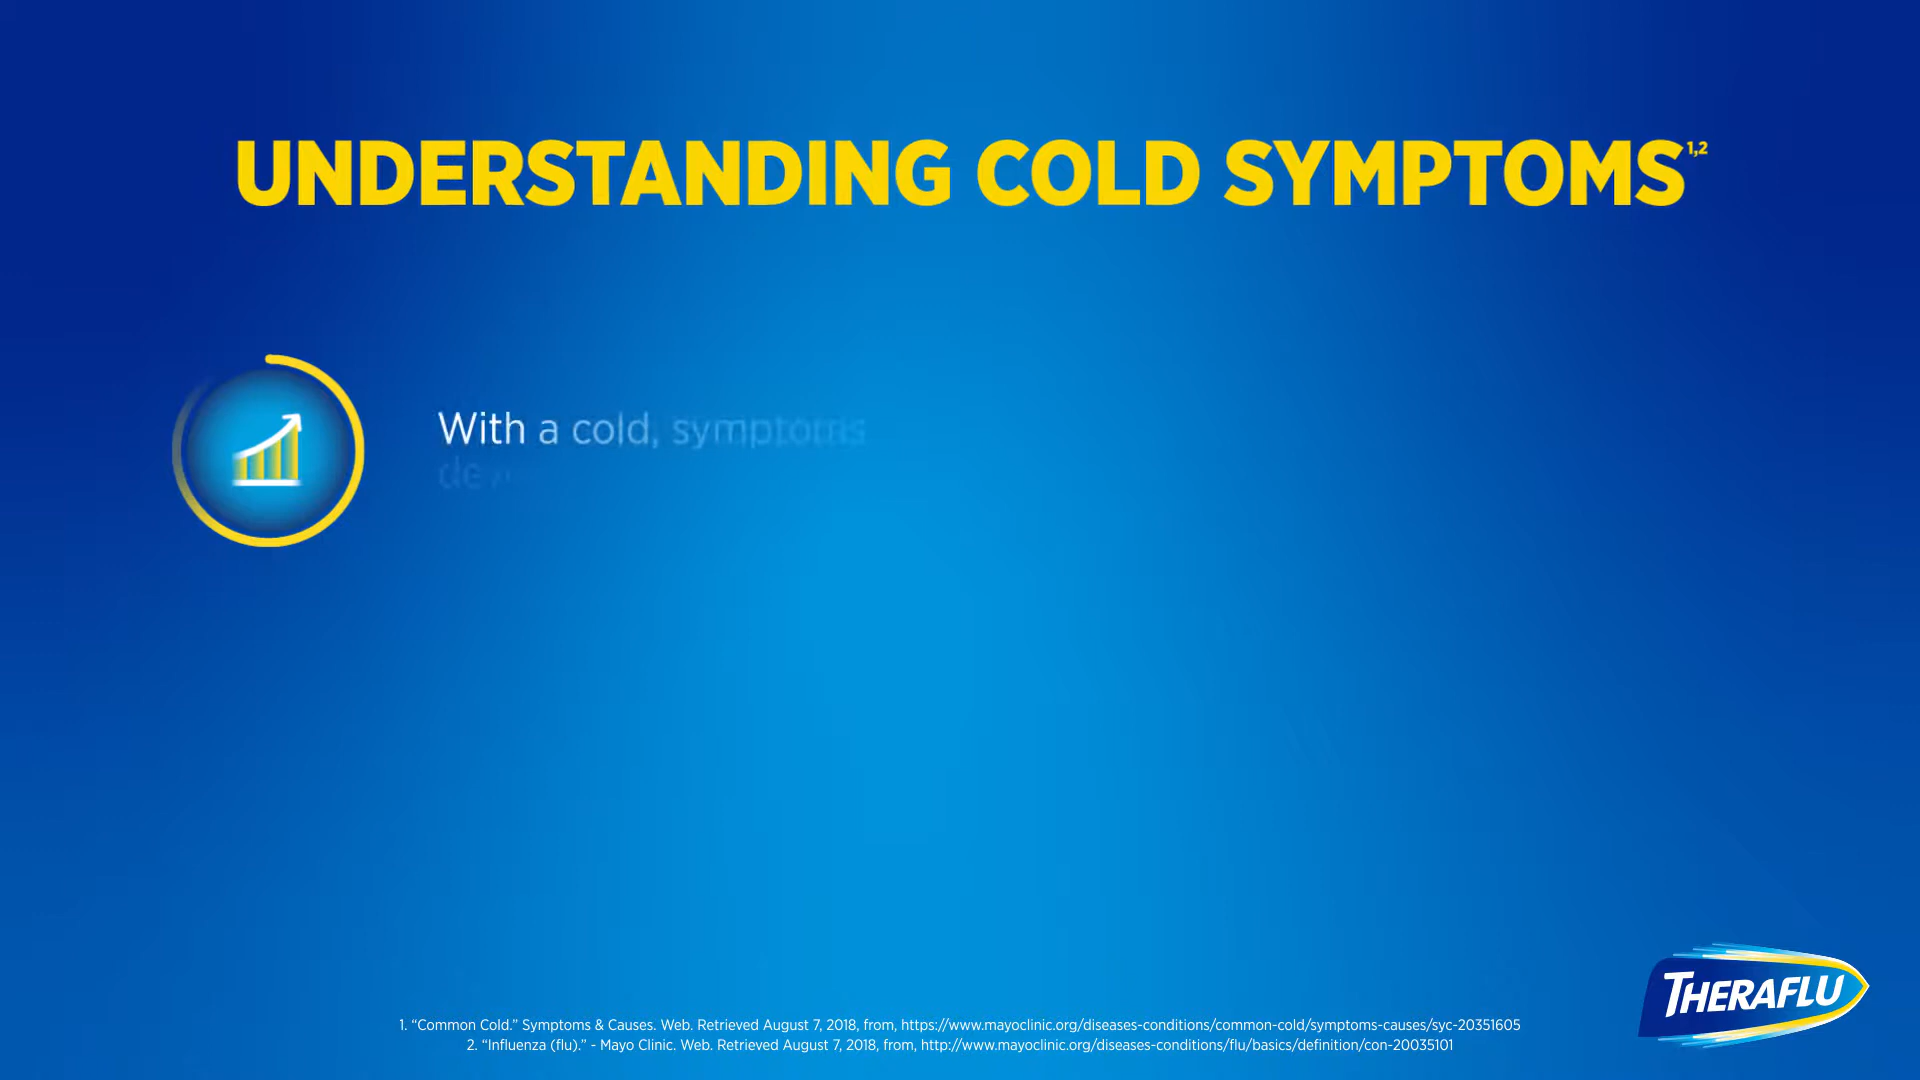 UNDERSTANDING COLD SYMPTOMS1,2
With a cold, symptoms
THERAFLU
1. “Common Cold.” Symptoms & Causes. Web. Retrieved August 7, 2018, from, https://www.mayoclinic.org/diseases-conditions/common-cold/symptoms-causes/syc-20351605
2. “Influenza (flu).” - Mayo Clinic. Web. Retrieved August 7, 2018, from, http://www.mayoclinic.org/diseases-conditions/flu/basics/definition/con-20035101